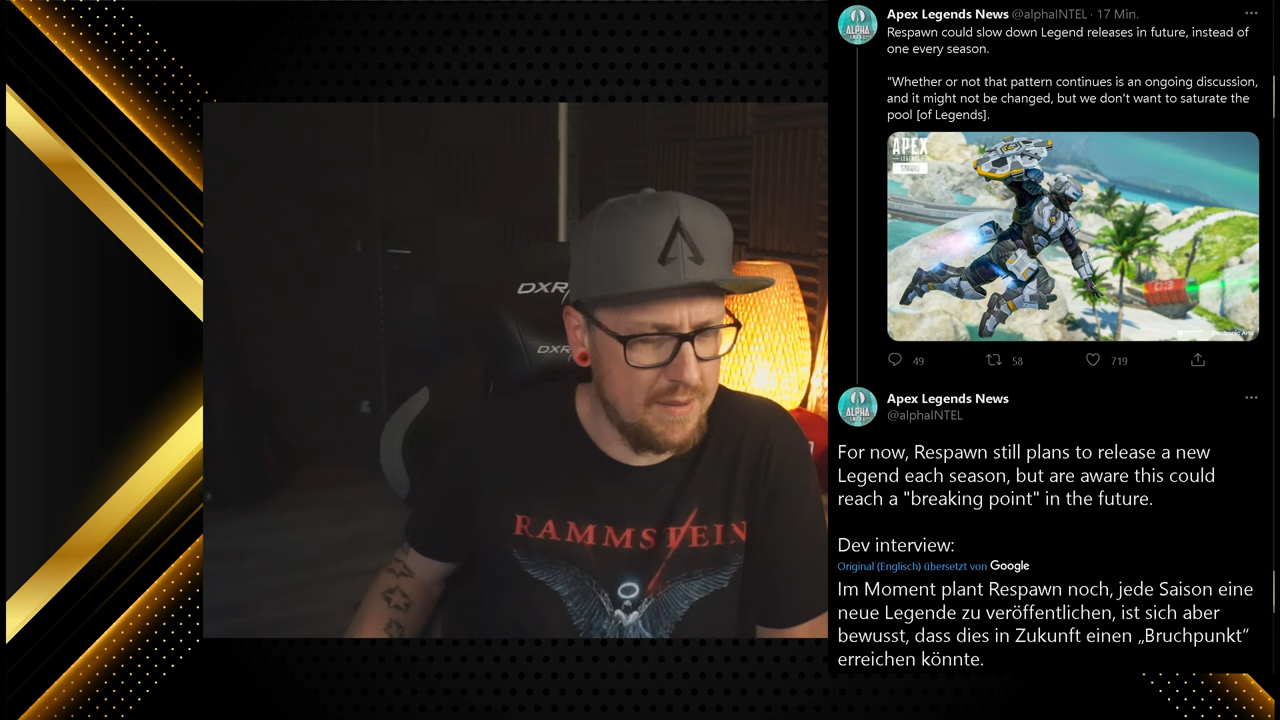 Apex Legends News @alphaINTEL · 17 Min.
Respawn could slow down Legend releases in future, instead of
one every season.
"Whether or not that pattern continues is an ongoing discussion,
and it might not be changed, but we don't want to saturate the
pool [of Legends].
APEX
LEGENDS
49 58 719
Apex Legends News
@alphaINTEL
For now, Respawn still plans to release a new
Legend each season, but are aware this could
reach a "breaking point" in the future.
Dev interview:
Original (Englisch) übersetzt von Google
Im Moment plant Respawn noch, jede Saison eine
neue Legende zu veröffentlichen, ist sich aber
bewusst, dass dies in Zukunft einen „Bruchpunkt“
erreichen könnte.
DXR
DXR
RAMMSTEIN
ALPHA
ALPHA